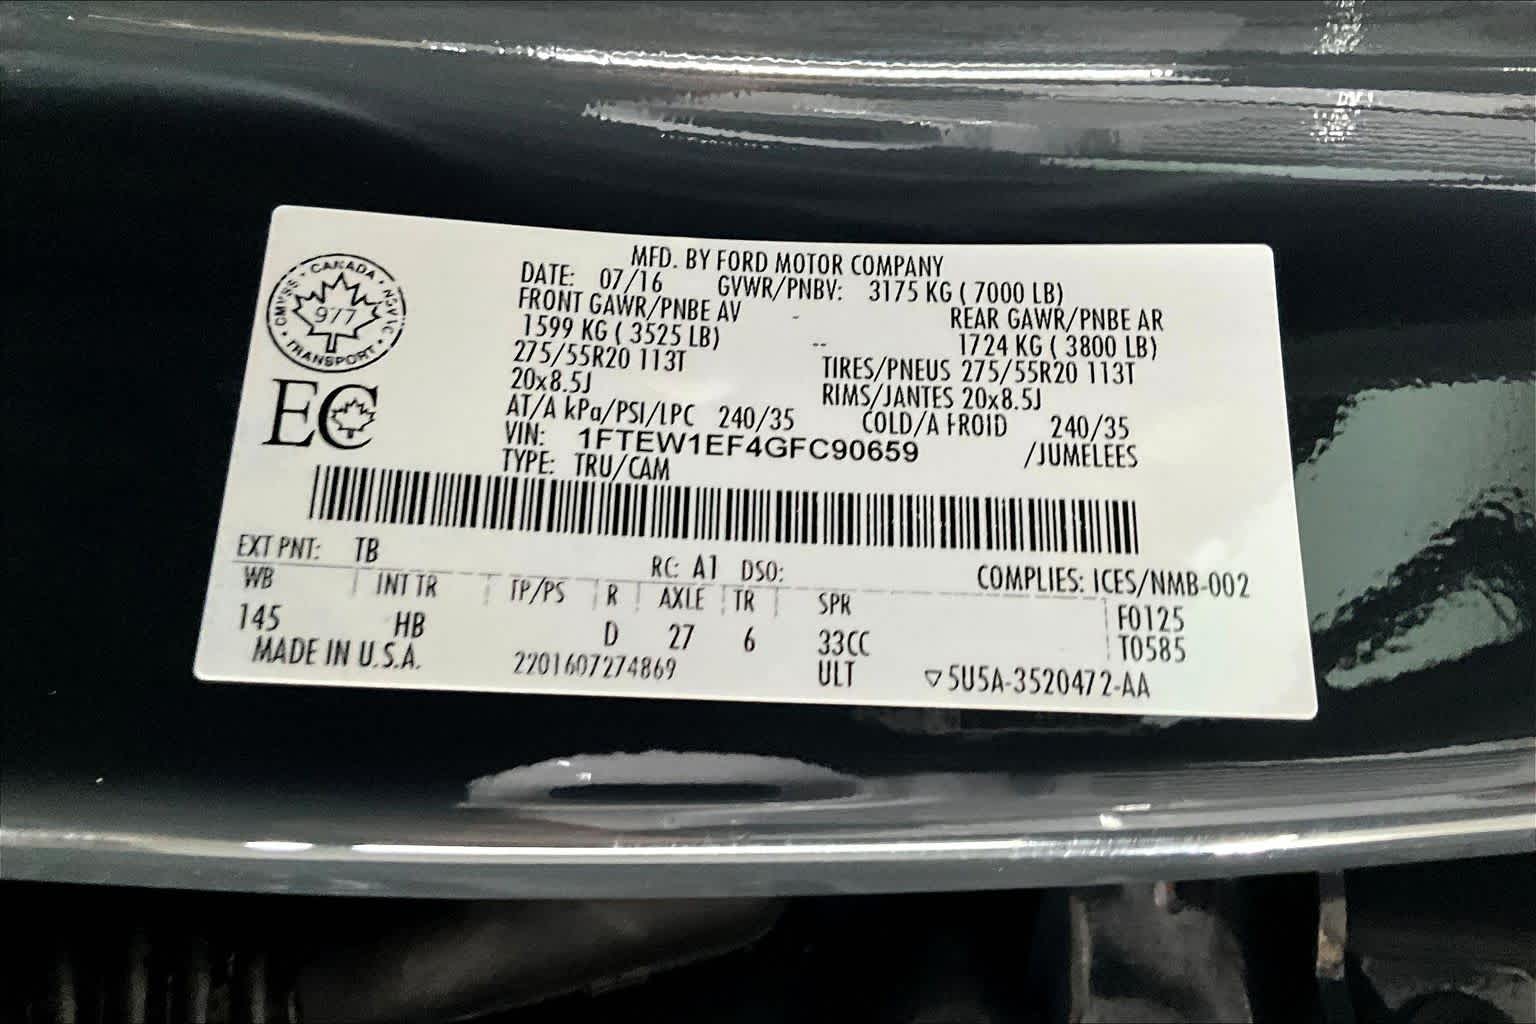 MFD. BY FORD MOTOR COMPANY
DATE: 07/16 GVWR/PNBV: 3175 KG ( 7000 LB)
FRONT GAWR/PNBE AV REAR GAWR/PNBE AR
1599 KG ( 3525 LB) 1724 KG ( 3800 LB)
275/55R20 113T TIRES/PNEUS 275/55R20 113T
20x8.5J RIMS/JANTES 20x8.5J
AT/A kPa/PSI/LPC 240/35 COLD/A FROID 240/35
VIN: 1FTEW1EF4GFC90659 /JUMELEES
TYPE: TRU/CAM
CANADA
CMVSS · NSVAC
977
TRANSPORT
EC
EXT PNT: TB RC: A1 DSO: COMPLIES: ICES/NMB-002
WB INT TR TP/PS R AXLE TR SPR F0125
145 HB D 27 6 33CC T0585
MADE IN U.S.A. 2201607274869 ULT ▽5U5A-3520472-AA